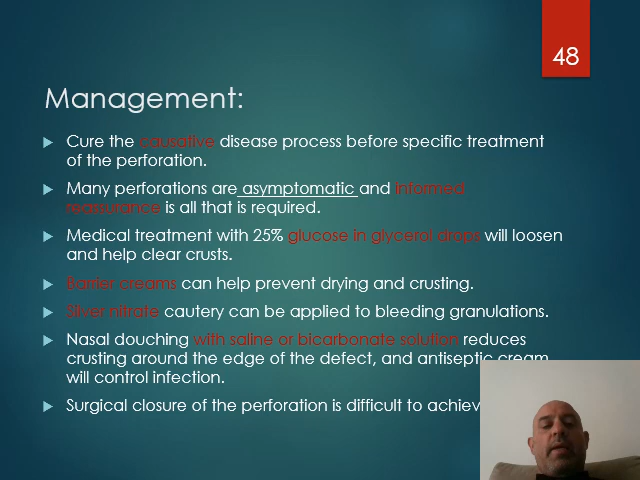 48
Management:
Cure the causative disease process before specific treatment
of the perforation.
Many perforations are asymptomatic and informed
reassurance is all that is required.
Medical treatment with 25% glucose in glycerol drops will loosen
and help clear crusts.
Barrier creams can help prevent drying and crusting.
Silver nitrate cautery can be applied to bleeding granulations.
Nasal douching with saline or bicarbonate solution reduces
crusting around the edge of the defect, and antiseptic cream
will control infection.
Surgical closure of the perforation is difficult to